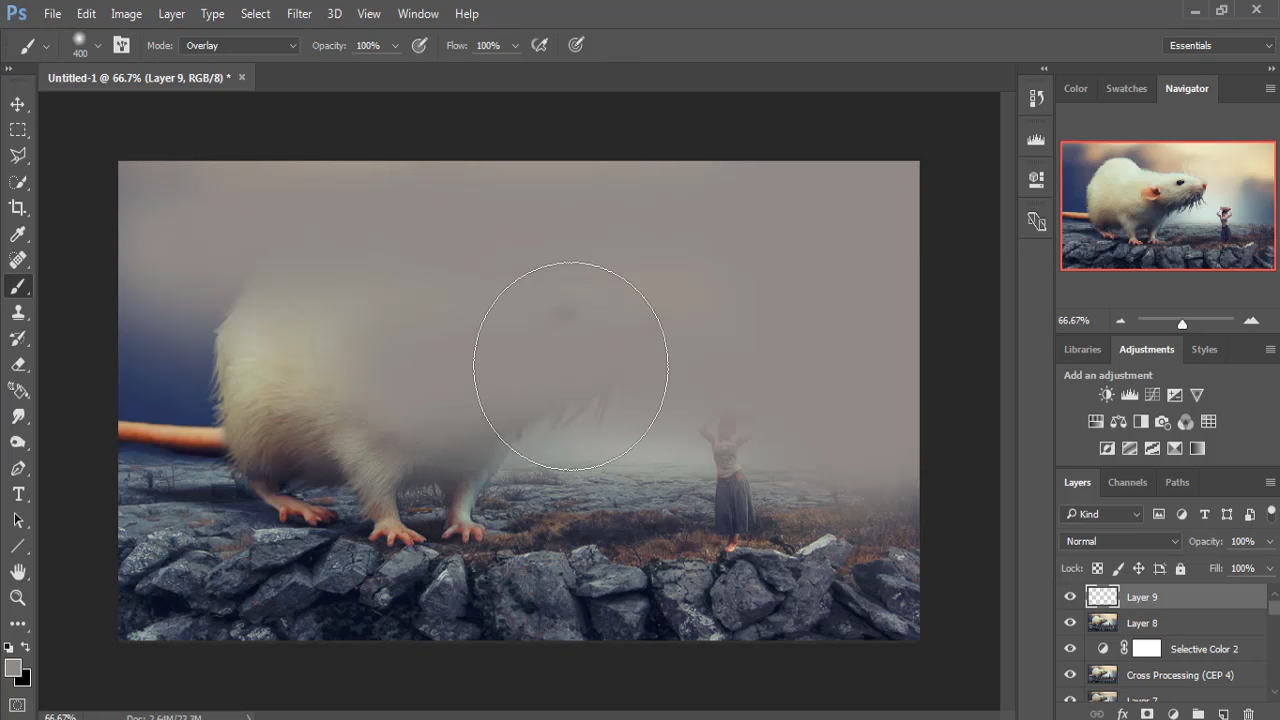 Ps File Edit Image Layer Type Select Filter 3D View Window Help
400 Mode: Overlay Opacity: 100% Flow: 100% Essentials
Untitled-1 @ 66.7% (Layer 9, RGB/8) * ×
Color Swatches Navigator
66.67%
Libraries Adjustments Styles
Add an adjustment
Layers Channels Paths
Kind
Normal Opacity: 100%
Lock: Fill: 100%
Layer 9
Layer 8
Selective Color 2
Cross Processing (CEP 4)
Layer 7
66.67% Doc: 2.64M/23.3M